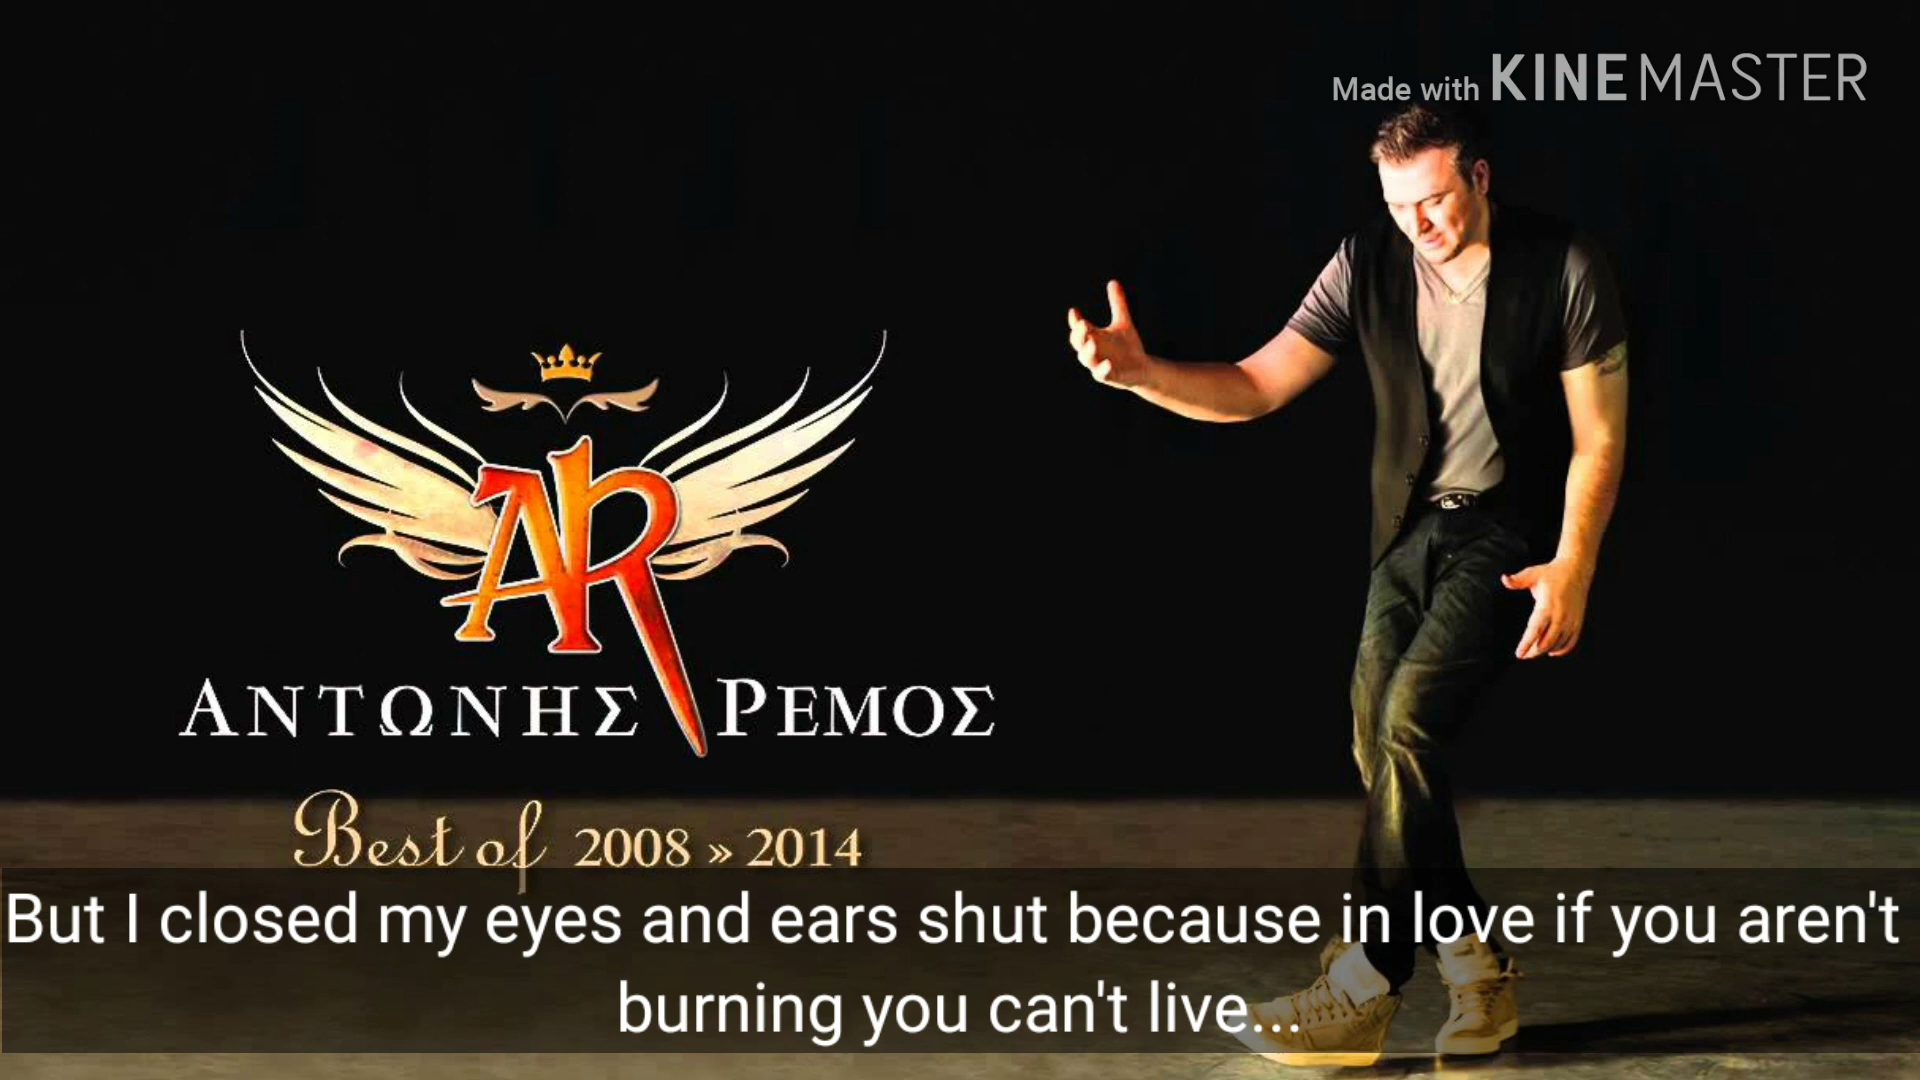 Made with KINEMASTER
AR
ΑΝΤΩΝΗΣ ΡΕΜΟΣ
Best of 2008 » 2014
But I closed my eyes and ears shut because in love if you aren't
burning you can't live...